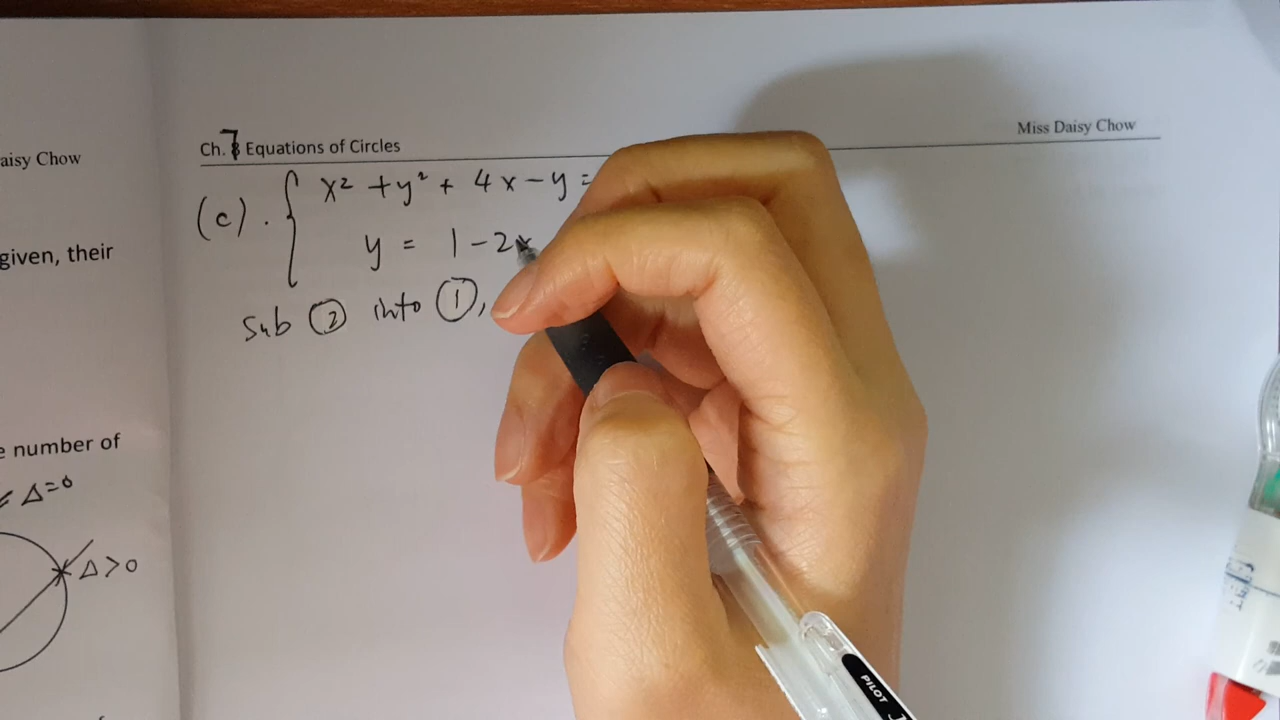 aisy Chow
Ch. 7 Equations of Circles
Miss Daisy Chow
(c). x² + y² + 4x - y =
y = 1 - 2x
given, their
Sub ② into ①,
e number of
Δ=0
Δ>0
PILOT